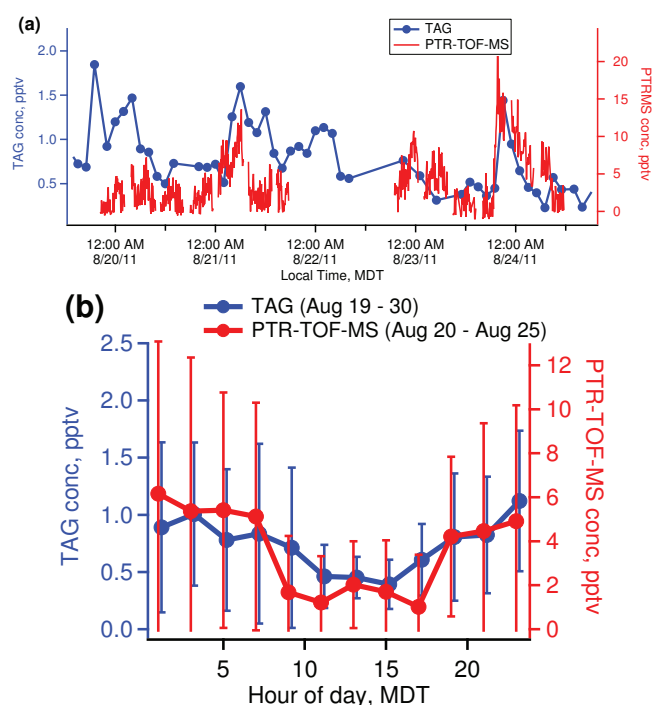 (a)
TAG
PTR-TOF-MS
TAG conc, pptv
2.0
1.5
1.0
0.5
PTRMS conc, pptv
20
15
10
5
0
12:00 AM 12:00 AM 12:00 AM 12:00 AM 12:00 AM
8/20/11 8/21/11 8/22/11 8/23/11 8/24/11
Local Time, MDT
(b)
TAG (Aug 19 - 30)
PTR-TOF-MS (Aug 20 - Aug 25)
TAG conc, pptv
2.5
2.0
1.5
1.0
0.5
0.0
PTR-TOF-MS conc, pptv
12
10
8
6
4
2
0
5 10 15 20
Hour of day, MDT